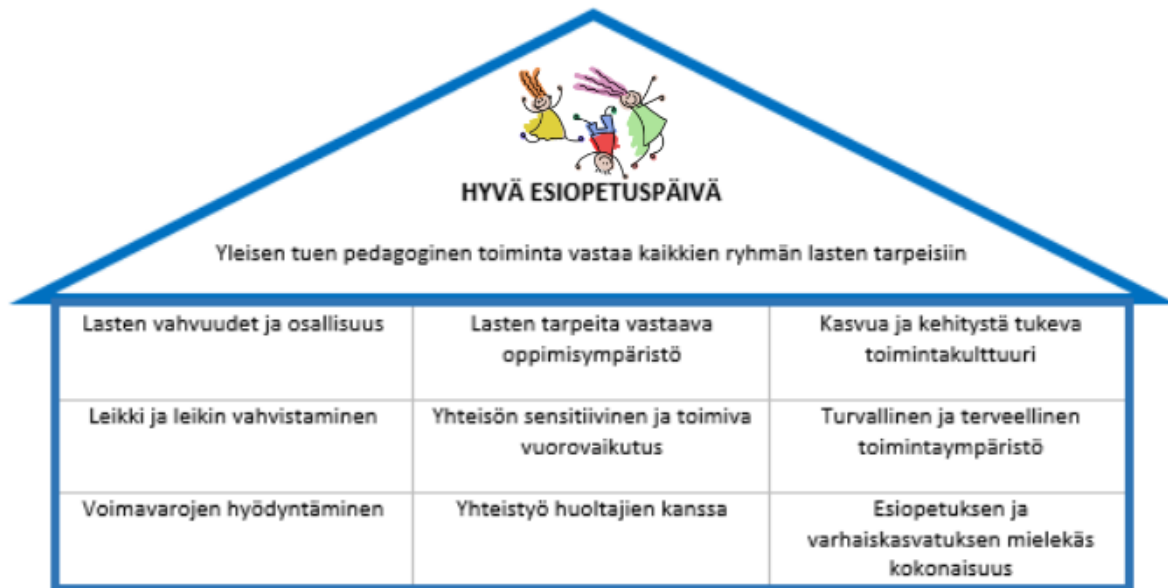 HYVÄ ESIOPETUSPÄIVÄ
Yleisen tuen pedagoginen toiminta vastaa kaikkien ryhmän lasten tarpeisiin
Lasten vahvuudet ja osallisuus
Lasten tarpeita vastaava
oppimisympäristö
Kasvua ja kehitystä tukeva
toimintakulttuuri
Leikki ja leikin vahvistaminen
Yhteisön sensitiivinen ja toimiva
vuorovaikutus
Turvallinen ja terveellinen
toimintaympäristö
Voimavarojen hyödyntäminen
Yhteistyö huoltajien kanssa
Esiopetuksen ja
varhaiskasvatuksen mielekäs
kokonaisuus